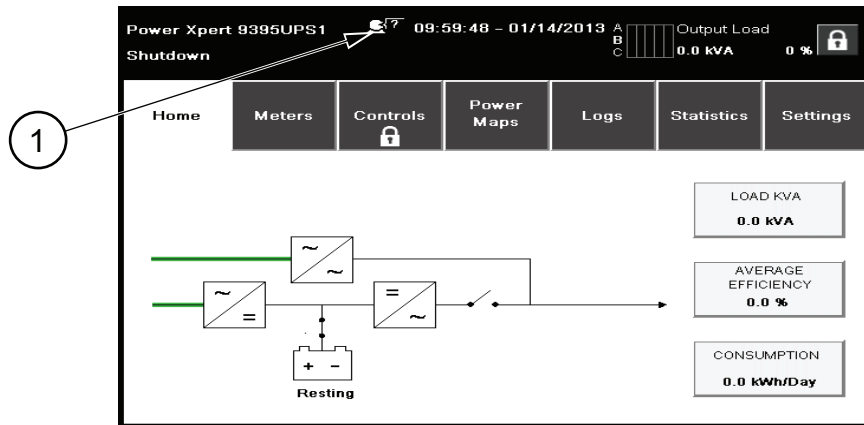 Power Xpert 9395UPS1 ? 09:59:48 - 01/14/2013 A B C Output Load
Shutdown 0.0 kVA 0 %
1
Home Meters Controls Power Maps Logs Statistics Settings
LOAD KVA
0.0 kVA
~
~
AVERAGE
EFFICIENCY
0.0 %
~
=
=
~
+ -
Resting
CONSUMPTION
0.0 kWh/Day